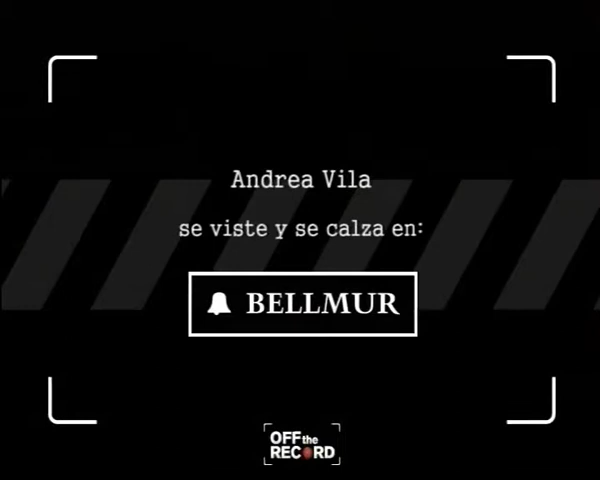 Andrea Vila
se viste y se calza en:
BELLMUR
OFF the
RECORD